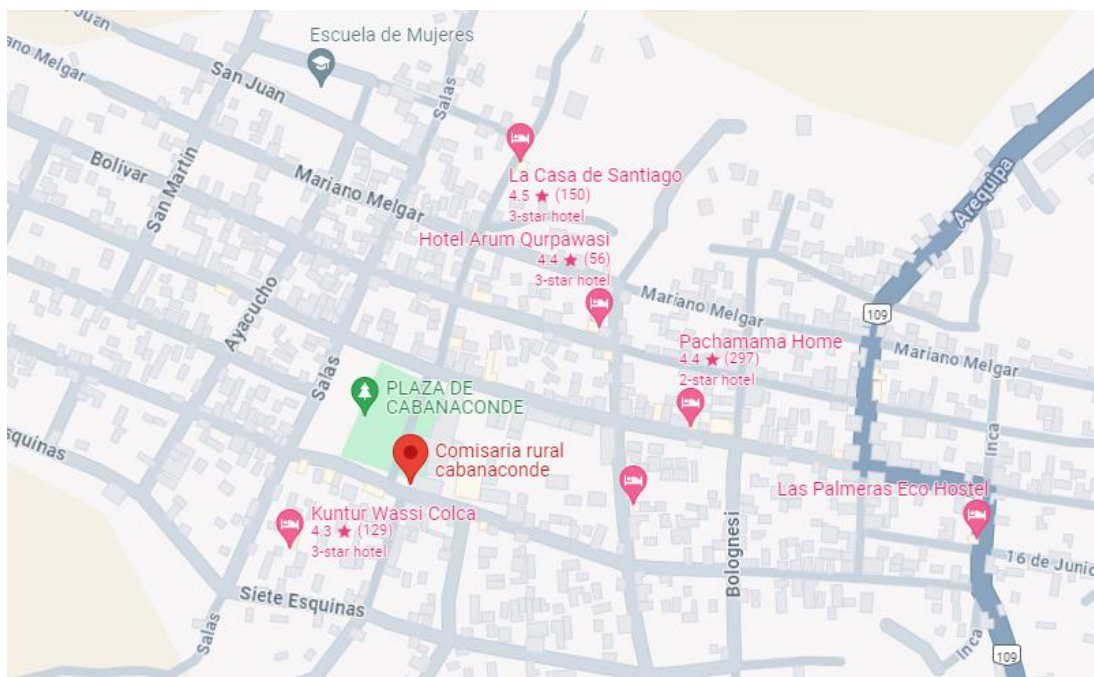 Juan
Escuela de Mujeres
Mariano Melgar
San Juan
Salas
Bolivar
San Martín
Mariano Melgar
La Casa de Santiago
4.5 ★ (150)
3-star hotel
Arequipa
Hotel Arum Qurpawasi
4.4 ★ (56)
3-star hotel
Mariano Melgar
109
Ayacucho
Pachamama Home
4.4 ★ (297)
2-star hotel
Mariano Melgar
Salas
PLAZA DE
CABANACONDE
Esquinas
Comisaria rural
cabanaconde
Inca
Las Palmeras Eco Hostel
Kuntur Wassi Colca
4.3 ★ (129)
3-star hotel
Bolognesi
16 de Junio
Siete Esquinas
Salas
Inca
109